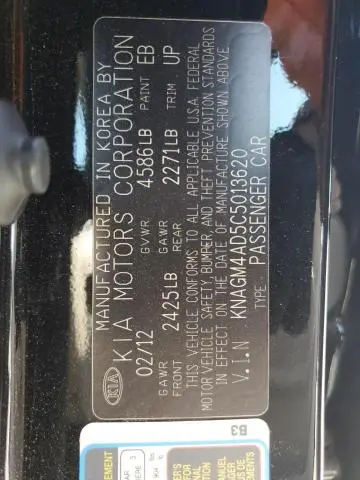 MANUFACTURED IN KOREA BY
KIA KIA MOTORS CORPORATION
02/12 GVWR 4586LB PAINT EB
GAWR FRONT 2425LB GAWR REAR 2271LB TRIM UP
THIS VEHICLE CONFORMS TO ALL APPLICABLE U.S.A. FEDERAL
MOTOR VEHICLE SAFETY, BUMPER, AND THEFT PREVENTION STANDARDS
IN EFFECT ON THE DATE OF MANUFACTURE SHOWN ABOVE.
V.I.N KNAGM4AD5C5013620
TYPE PASSENGER CAR
B3